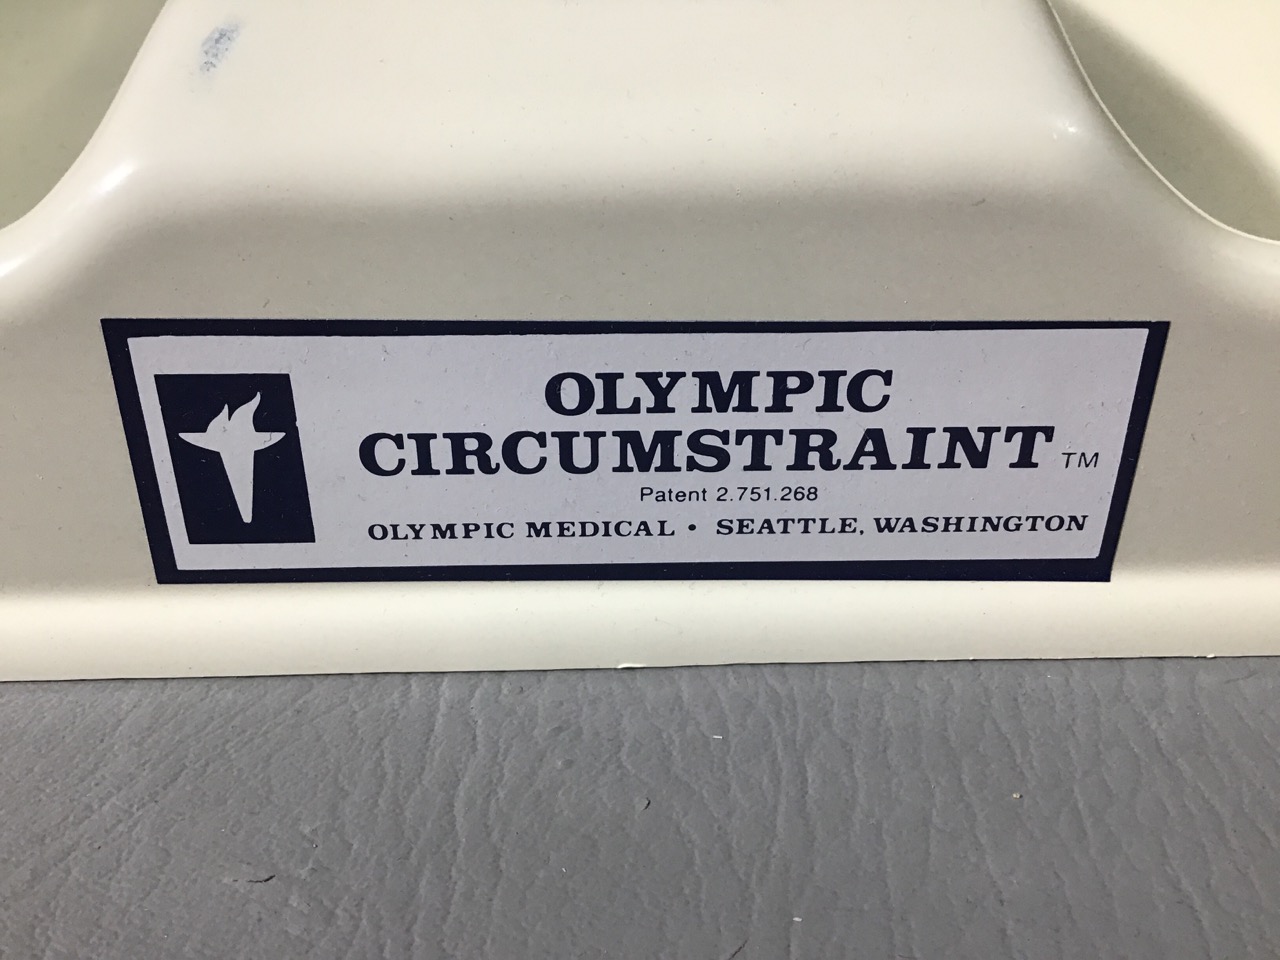 OLYMPIC
CIRCUMSTRAINT TM
Patent 2.751.268
OLYMPIC MEDICAL • SEATTLE, WASHINGTON